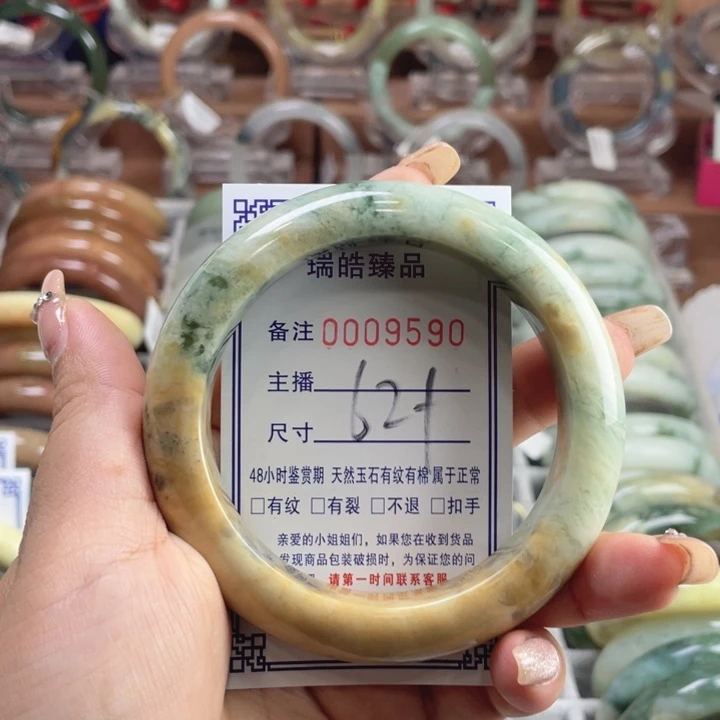 瑞皓臻品
备注 0009590
主播
尺寸 62+
48小时鉴赏期 天然玉石有纹有棉属于正常
□有纹 □有裂 □不退 □扣手
亲爱的小姐姐们，如果您在收到货品
发现商品包装破损时，为保证您的问
请第一时间联系客服